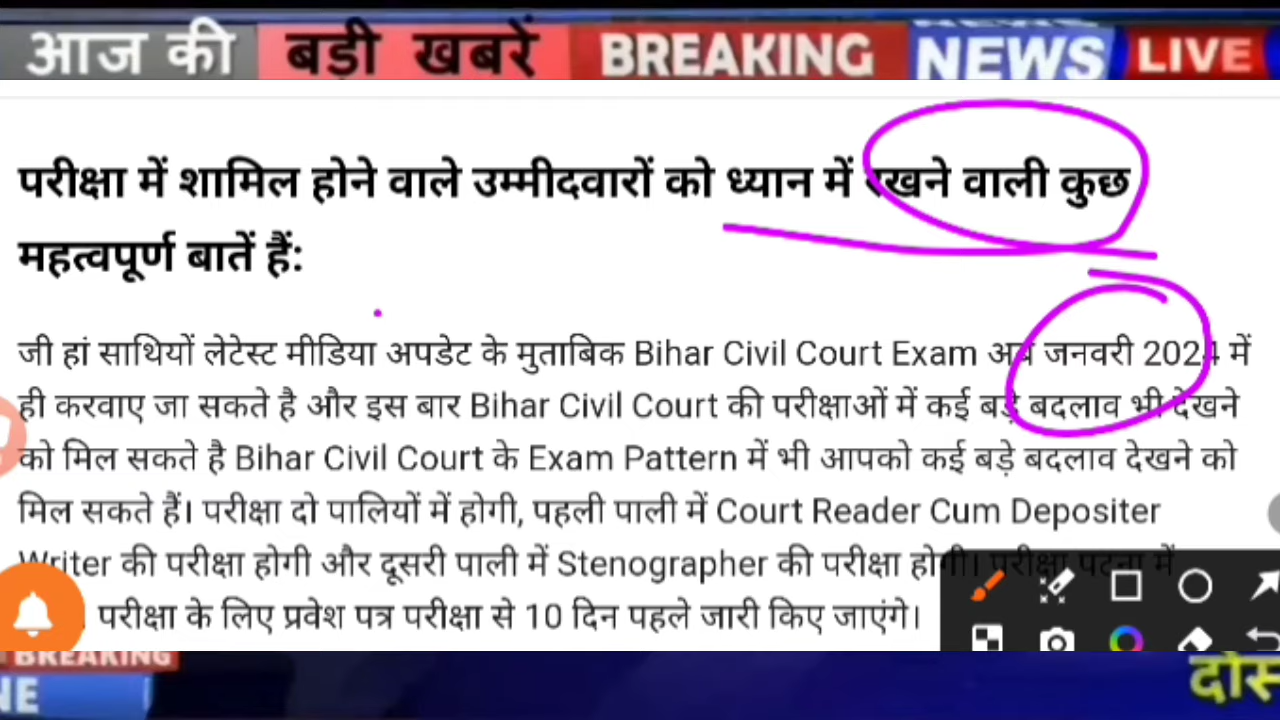 आज की बड़ी खबरें BREAKING NEWS LIVE
परीक्षा में शामिल होने वाले उम्मीदवारों को ध्यान में रखने वाली कुछ
महत्वपूर्ण बातें हैं:
जी हां साथियों लेटेस्ट मीडिया अपडेट के मुताबिक Bihar Civil Court Exam अब जनवरी 2024 में
ही करवाए जा सकते है और इस बार Bihar Civil Court की परीक्षाओं में कई बड़े बदलाव भी देखने
को मिल सकते है Bihar Civil Court के Exam Pattern में भी आपको कई बड़े बदलाव देखने को
मिल सकते हैं। परीक्षा दो पालियों में होगी, पहली पाली में Court Reader Cum Depositer
Writer की परीक्षा होगी और दूसरी पाली में Stenographer की परीक्षा होगी। परीक्षा पटना में
परीक्षा के लिए प्रवेश पत्र परीक्षा से 10 दिन पहले जारी किए जाएंगे।
BREAKING